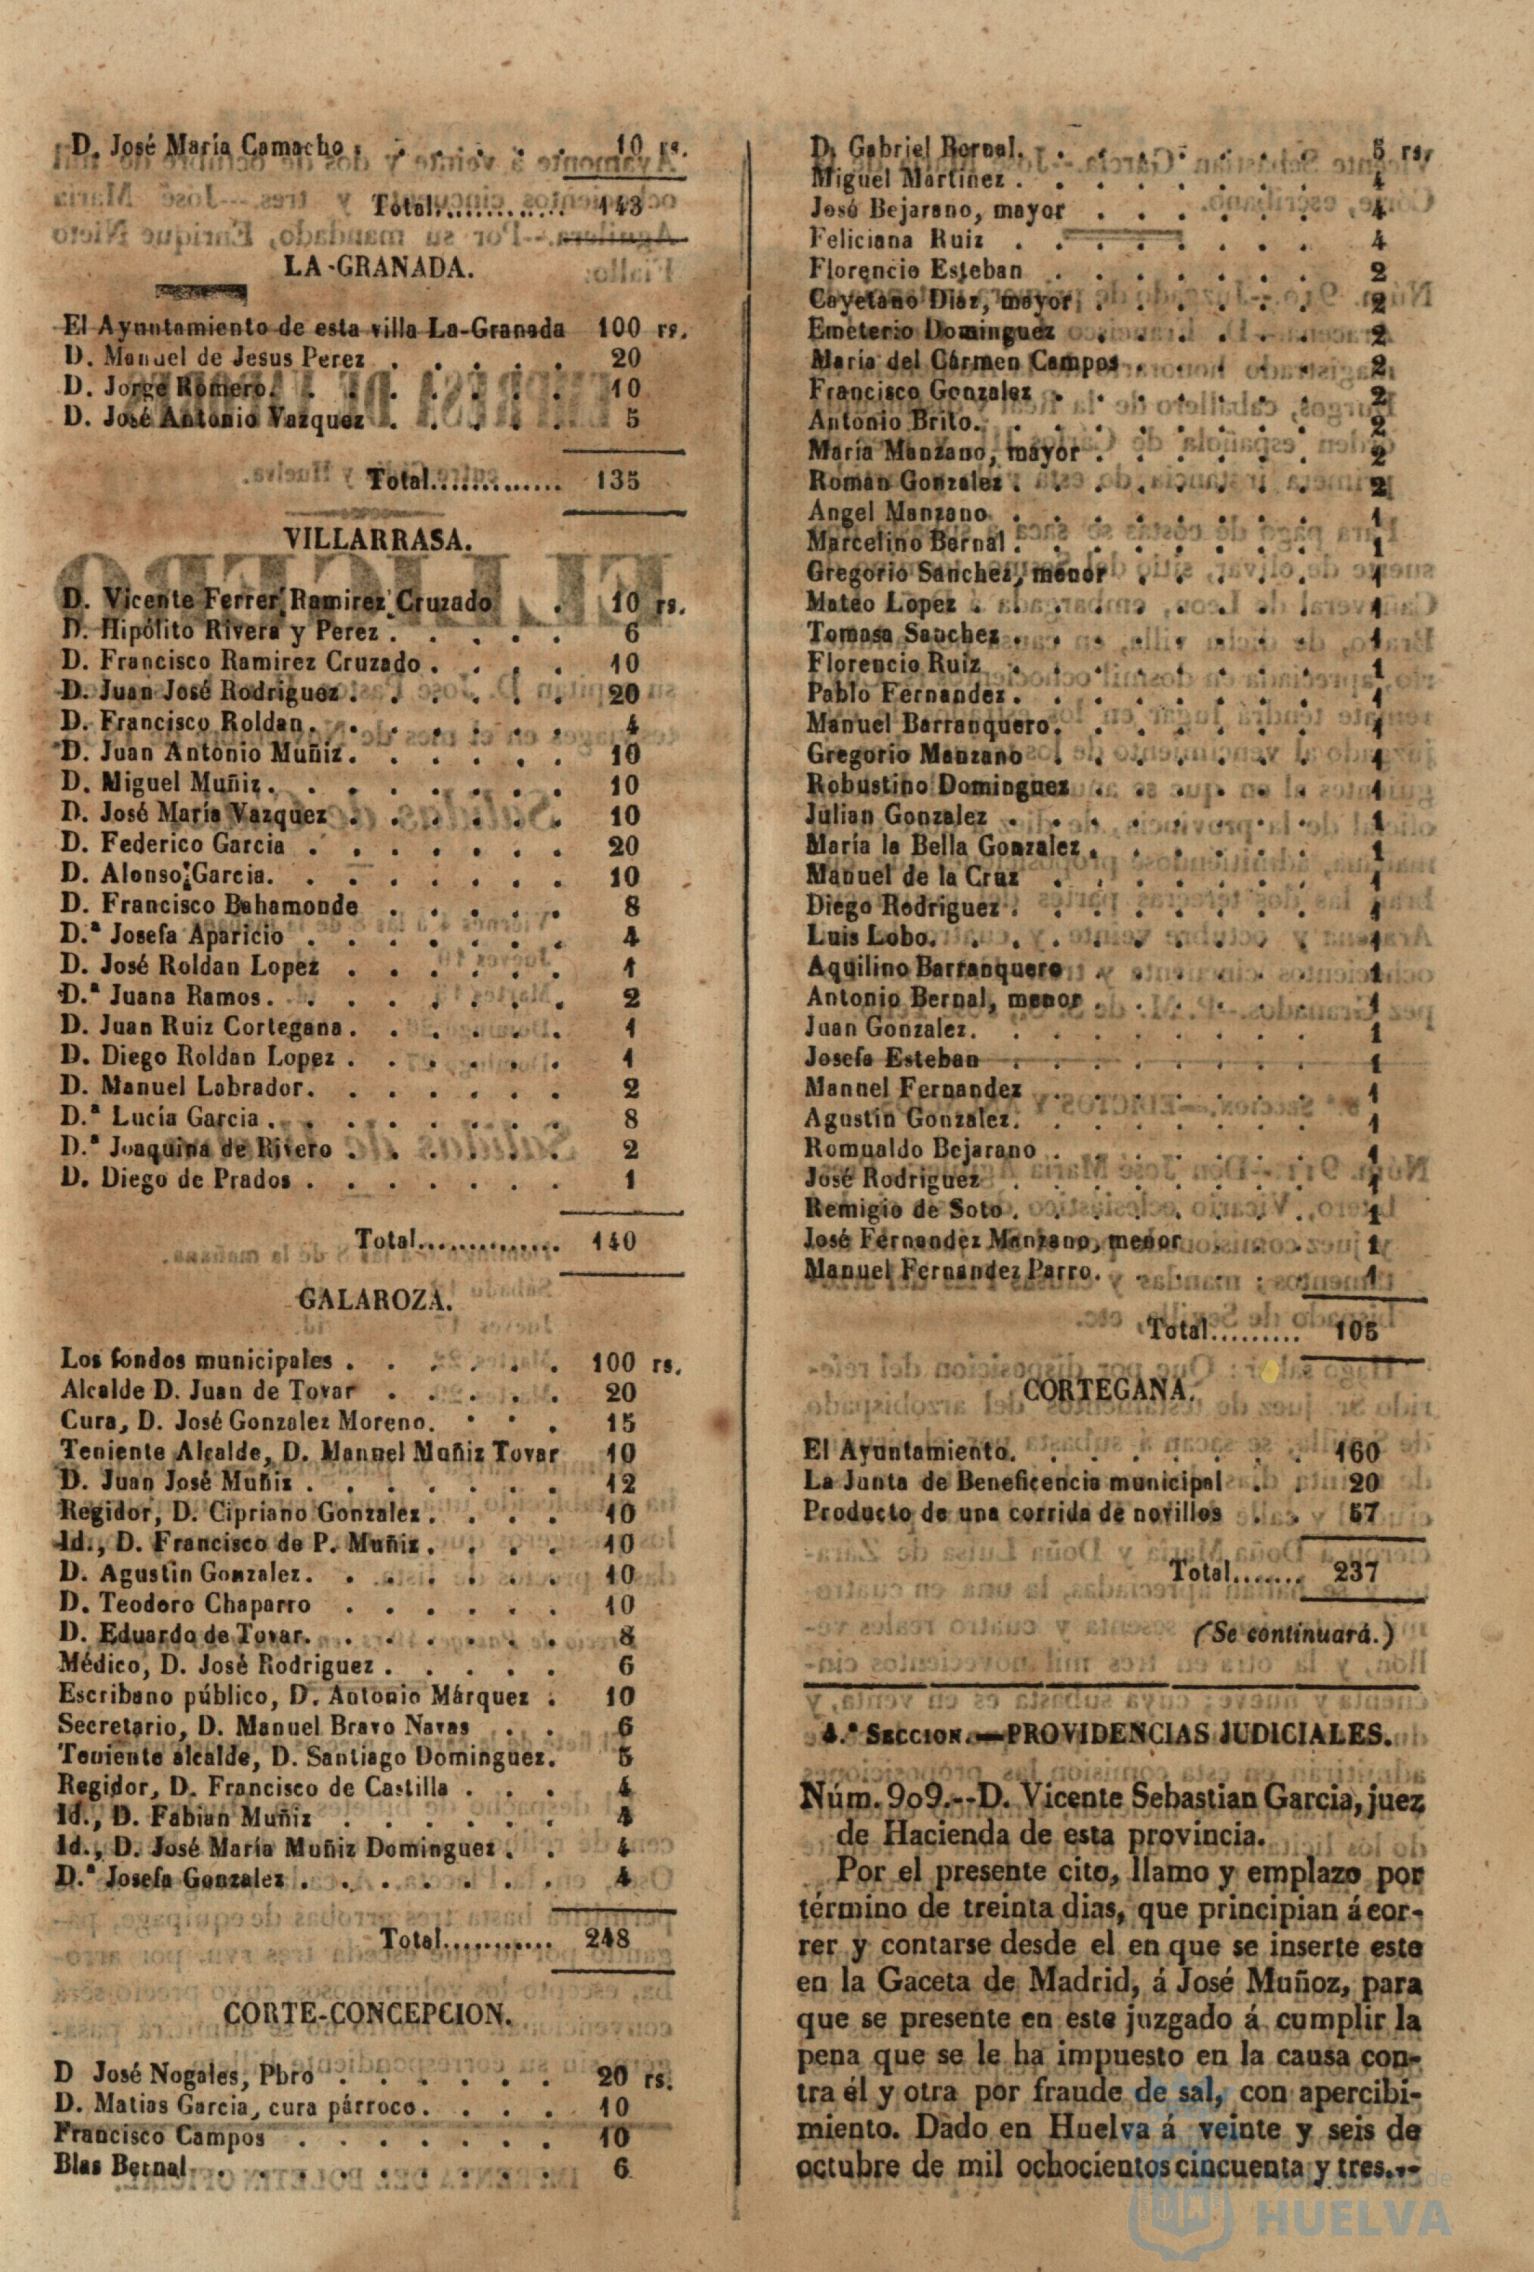 D. José María Camacho . . . . . . 10 rs.
Total............. 143
LA-GRANADA.
El Ayuntamiento de esta villa La-Granada 100 rs.
D. Manuel de Jesus Perez . . . . . 20
D. Jorge Romero. . . . . . . . 10
D. José Antonio Vazquez . . . . . 5
Total............. 135
VILLARRASA.
D. Vicente Ferrer Ramirez Cruzado . 10 rs.
D. Hipólito Rivera y Perez . . . . . 6
D. Francisco Ramirez Cruzado . . . . 10
D. Juan José Rodriguez . . . . . . 20
D. Francisco Roldan. . . . . . . 4
D. Juan Antonio Muñiz. . . . . . 10
D. Miguel Muñiz. . . . . . . . 10
D. José María Vazquez . . . . . . 10
D. Federico Garcia . . . . . . . 20
D. Alonso Garcia. . . . . . . . 10
D. Francisco Bahamonde . . . . . 8
D.ª Josefa Aparicio . . . . . . . 4
D. José Roldan Lopez . . . . . . 1
D.ª Juana Ramos. . . . . . . . 2
D. Juan Ruiz Cortegana . . . . . . 1
D. Diego Roldan Lopez . . . . . . 1
D. Manuel Labrador. . . . . . . 2
D.ª Lucía Garcia . . . . . . . . 8
D.ª Joaquina de Rivero . . . . . . 2
D. Diego de Prados . . . . . . . 1
Total.............. 140
GALAROZA.
Los fondos municipales . . . . . . 100 rs.
Alcalde D. Juan de Tovar . . . . . 20
Cura, D. José Gonzalez Moreno. . . . 15
Teniente Alcalde, D. Manuel Muñiz Tovar 10
D. Juan José Muñiz . . . . . . . 12
Regidor, D. Cipriano Gonzalez . . . . 10
Id., D. Francisco de P. Muñiz . . . . 10
D. Agustin Gonzalez. . . . . . . 10
D. Teodoro Chaparro . . . . . . 10
D. Eduardo de Tovar. . . . . . . 8
Médico, D. José Rodriguez . . . . . 6
Escribano público, D. Antonio Márquez . 10
Secretario, D. Manuel Bravo Navas . . 6
Teniente alcalde, D. Santiago Dominguez. 5
Regidor, D. Francisco de Castilla . . . 4
Id., D. Fabian Muñiz . . . . . . 4
Id., D. José María Muñiz Dominguez . . 4
D.ª Josefa Gonzalez . . . . . . . 4
Total........... 248
CORTE-CONCEPCION.
D José Nogales, Pbro . . . . . . 20 rs.
D. Matias Garcia, cura párroco. . . . 10
Francisco Campos . . . . . . . 10
Blas Bernal . . . . . . . . . 6
D. Gabriel Bernal. . . . . . . . 5 rs.
Miguel Martinez . . . . . . . . 4
José Bejarano, mayor . . . . . . 4
Feliciana Ruiz . . . . . . . . 4
Florencio Esteban . . . . . . . 2
Cayetano Diaz, mayor . . . . . . 2
Emeterio Dominguez . . . . . . 2
María del Cármen Campos . . . . . 2
Francisco Gonzalez . . . . . . . 2
Antonio Brito. . . . . . . . . 2
María Manzano, mayor . . . . . . 2
Román Gonzalez . . . . . . . . 2
Angel Manzano . . . . . . . . 1
Marcelino Bernal . . . . . . . . 1
Gregorio Sanchez, menor . . . . . 1
Mateo Lopez . . . . . . . . . 1
Tomasa Sanchez . . . . . . . . 1
Florencio Ruiz . . . . . . . . 1
Pablo Fernandez . . . . . . . . 1
Manuel Barranquero. . . . . . . 1
Gregorio Manzano . . . . . . . 1
Robustino Dominguez . . . . . . 1
Julian Gonzalez . . . . . . . . 1
María la Bella Gonzalez . . . . . . 1
Manuel de la Cruz . . . . . . . 1
Diego Rodriguez . . . . . . . . 1
Luis Lobo. . . . . . . . . . 1
Aquilino Barranquero . . . . . . 1
Antonio Bernal, menor . . . . . . 1
Juan Gonzalez. . . . . . . . . 1
Josefa Esteban . . . . . . . . 1
Manuel Fernandez . . . . . . . 1
Agustin Gonzalez. . . . . . . . 1
Romualdo Bejarano . . . . . . . 1
José Rodriguez . . . . . . . . 1
Remigio de Soto . . . . . . . . 1
José Fernandez Manzano, menor . . . 1
Manuel Fernandez Parro. . . . . . 1
Total......... 105
CORTEGANA.
El Ayuntamiento. . . . . . . . 160
La Junta de Beneficencia municipal . . 20
Producto de una corrida de novillos . . 57
Total....... 237
(Se continuará.)
4.ª SECCION.—PROVIDENCIAS JUDICIALES.
Núm. 909.--D. Vicente Sebastian Garcia, juez
de Hacienda de esta provincia.
Por el presente cito, llamo y emplazo por
término de treinta dias, que principian á cor-
rer y contarse desde el en que se inserte este
en la Gaceta de Madrid, á José Muñoz, para
que se presente en este juzgado á cumplir la
pena que se le ha impuesto en la causa con-
tra él y otra por fraude de sal, con apercibi-
miento. Dado en Huelva á veinte y seis de
octubre de mil ochocientos cincuenta y tres.--
HUELVA